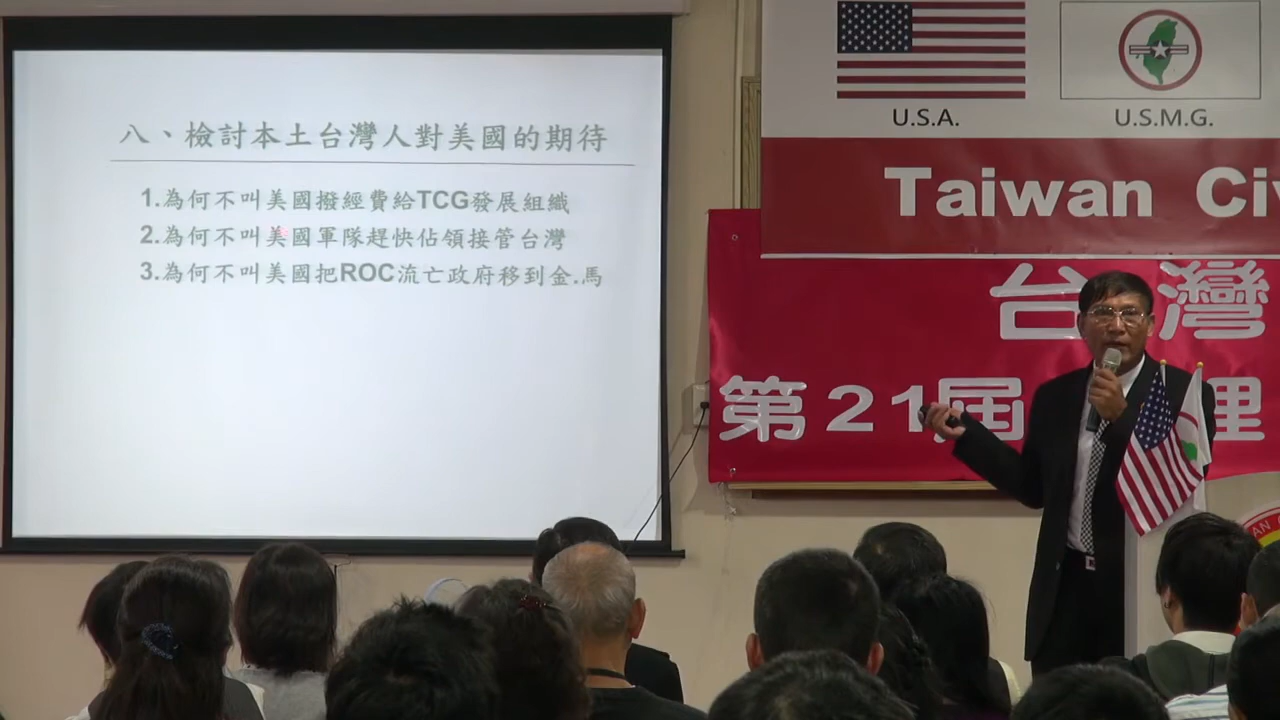 八、檢討本土台灣人對美國的期待
1.為何不叫美國撥經費給TCG發展組織
2.為何不叫美國軍隊趕快佔領接管台灣
3.為何不叫美國把ROC流亡政府移到金.馬
U.S.A.
U.S.M.G.
Taiwan Civ
台灣
第21屆 理